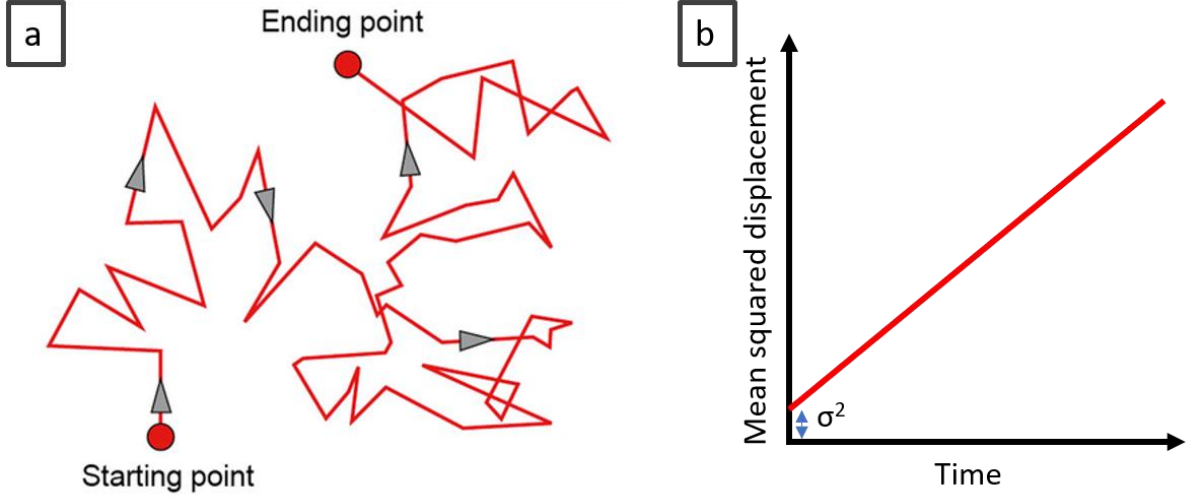 a
Ending point
Starting point
b
Mean squared displacement
σ²
Time